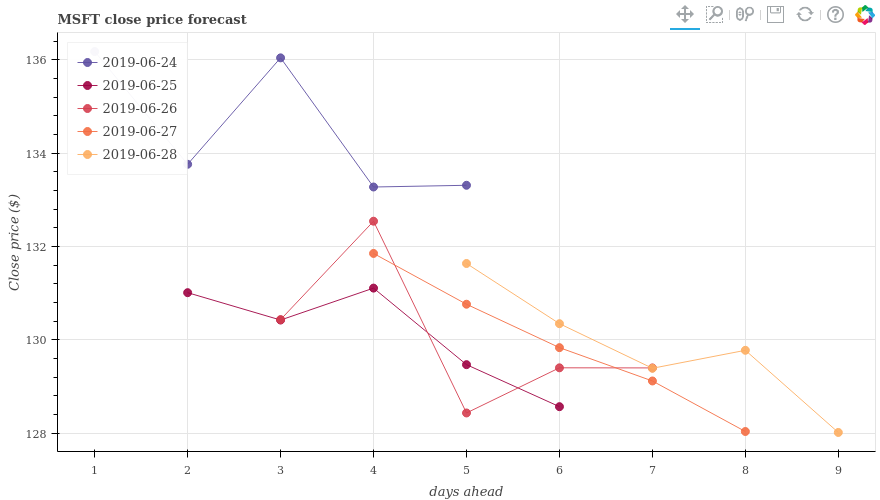 MSFT close price forecast
136
134
132
130
128
Close price ($)
2019-06-24
2019-06-25
2019-06-26
2019-06-27
2019-06-28
1 2 3 4 5 6 7 8 9
days ahead